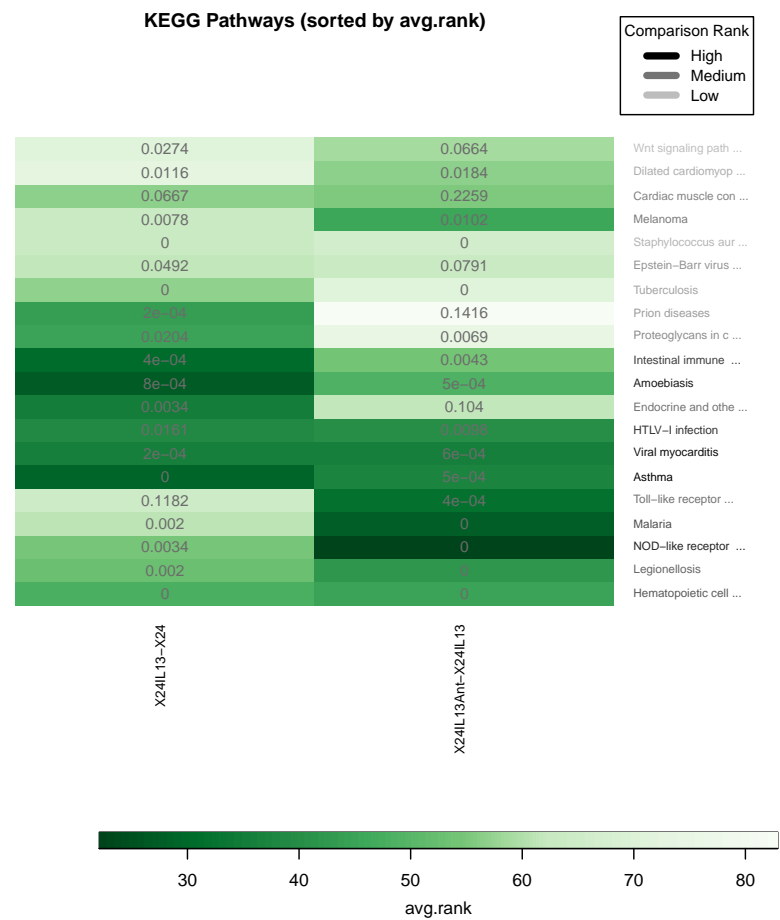 KEGG Pathways (sorted by avg.rank)
Comparison Rank
High
Medium
Low
0.0274 0.0664 Wnt signaling path ...
0.0116 0.0184 Dilated cardiomyop ...
0.0667 0.2259 Cardiac muscle con ...
0.0078 0.0102 Melanoma
0 0 Staphylococcus aur ...
0.0492 0.0791 Epstein−Barr virus ...
0 0 Tuberculosis
2e−04 0.1416 Prion diseases
0.0204 0.0069 Proteoglycans in c ...
4e−04 0.0043 Intestinal immune ...
8e−04 5e−04 Amoebiasis
0.0034 0.104 Endocrine and othe ...
0.0161 0.0298 HTLV−I infection
2e−04 6e−04 Viral myocarditis
0 5e−04 Asthma
0.1182 4e−04 Toll−like receptor ...
0.002 0 Malaria
0.0034 0 NOD−like receptor ...
0.002 0 Legionellosis
0 0 Hematopoietic cell ...
X24IL13−X24
X24IL13Ant−X24IL13
30 40 50 60 70 80
avg.rank